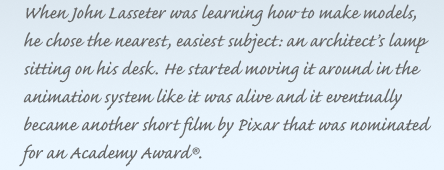 When John Lasseter was learning how to make models,
he chose the nearest, easiest subject: an architect's lamp
sitting on his desk. He started moving it around in the
animation system like it was alive and it eventually
became another short film by Pixar that was nominated
for an Academy Award®.